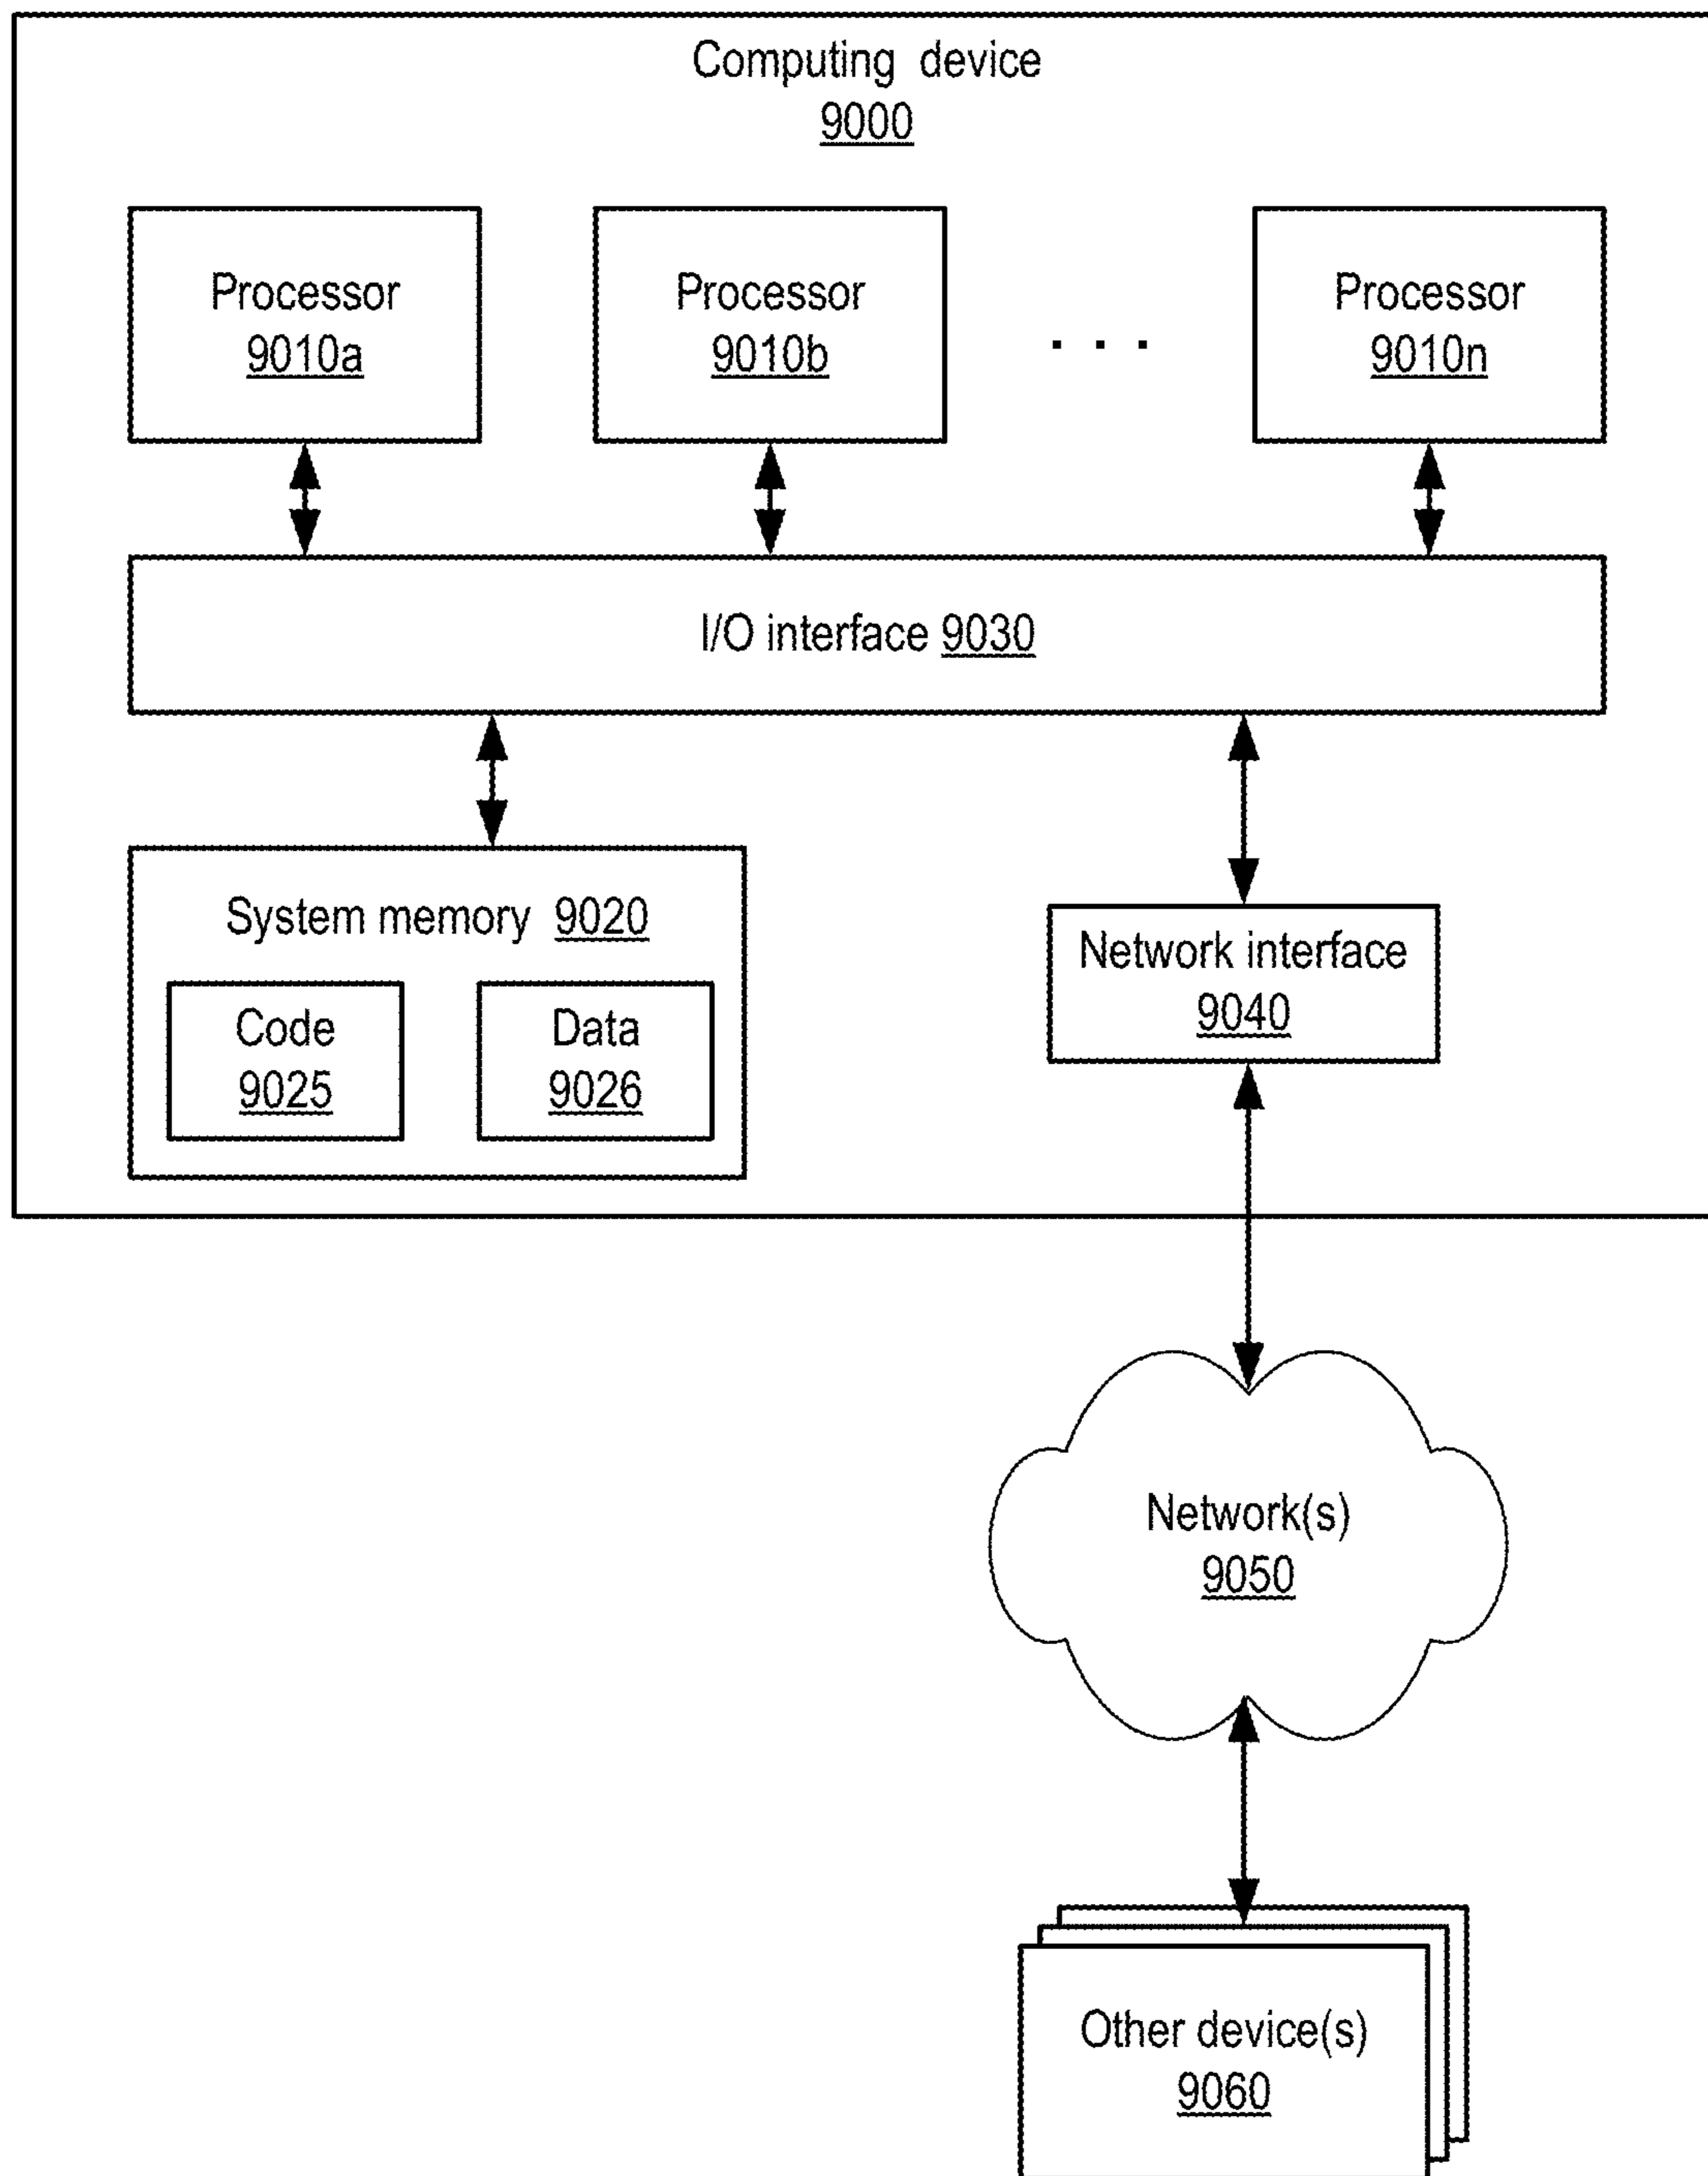 Computing device
9000
Processor
9010a
Processor
9010b
. . .
Processor
9010n
I/O interface 9030
System memory 9020
Code
9025
Data
9026
Network interface
9040
Network(s)
9050
Other device(s)
9060